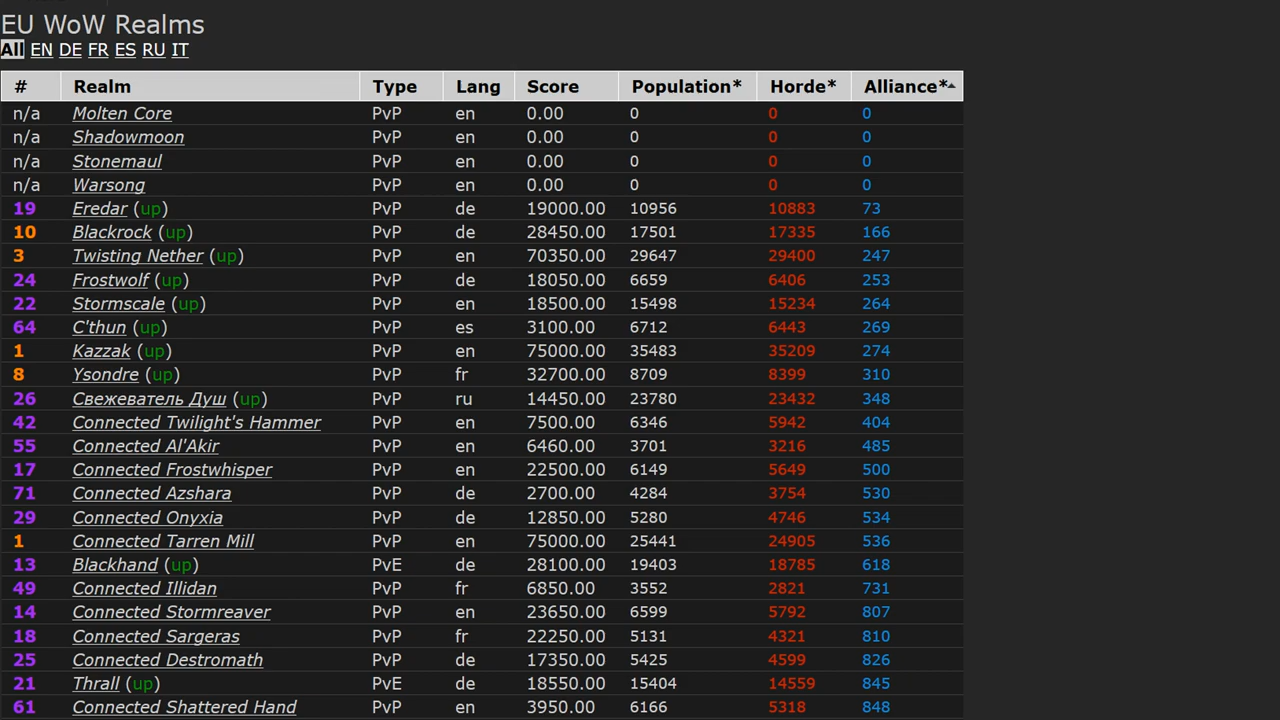 EU WoW Realms
All EN DE FR ES RU IT
# Realm Type Lang Score Population* Horde* Alliance*
n/a Molten Core PvP en 0.00 0 0 0
n/a Shadowmoon PvP en 0.00 0 0 0
n/a Stonemaul PvP en 0.00 0 0 0
n/a Warsong PvP en 0.00 0 0 0
19 Eredar (up) PvP de 19000.00 10956 10883 73
10 Blackrock (up) PvP de 28450.00 17501 17335 166
3 Twisting Nether (up) PvP en 70350.00 29647 29400 247
24 Frostwolf (up) PvP de 18050.00 6659 6406 253
22 Stormscale (up) PvP en 18500.00 15498 15234 264
64 C'thun (up) PvP es 3100.00 6712 6443 269
1 Kazzak (up) PvP en 75000.00 35483 35209 274
8 Ysondre (up) PvP fr 32700.00 8709 8399 310
26 Свежеватель Душ (up) PvP ru 14450.00 23780 23432 348
42 Connected Twilight's Hammer PvP en 7500.00 6346 5942 404
55 Connected Al'Akir PvP en 6460.00 3701 3216 485
17 Connected Frostwhisper PvP en 22500.00 6149 5649 500
71 Connected Azshara PvP de 2700.00 4284 3754 530
29 Connected Onyxia PvP de 12850.00 5280 4746 534
1 Connected Tarren Mill PvP en 75000.00 25441 24905 536
13 Blackhand (up) PvE de 28100.00 19403 18785 618
49 Connected Illidan PvP fr 6850.00 3552 2821 731
14 Connected Stormreaver PvP en 23650.00 6599 5792 807
18 Connected Sargeras PvP fr 22250.00 5131 4321 810
25 Connected Destromath PvP de 17350.00 5425 4599 826
21 Thrall (up) PvE de 18550.00 15404 14559 845
61 Connected Shattered Hand PvP en 3950.00 6166 5318 848